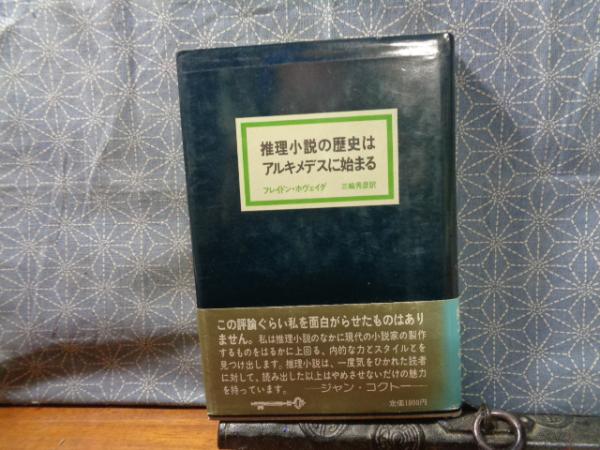 推理小説の歴史は
アルキメデスに始まる
フレイドン・ホヴェイダ 三輪秀彦訳
この評論ぐらい私を面白がらせたものはあり
ません。私は推理小説のなかに現代の小説家の製作
するものをはるかに上回る、内的な力とスタイルとを
見つけ出します。推理小説は、一度気をひかれた読者
に対して、読み出した以上はやめさせないだけの魅力
を持っています。 ──ジャン・コクトー──
定価1800円